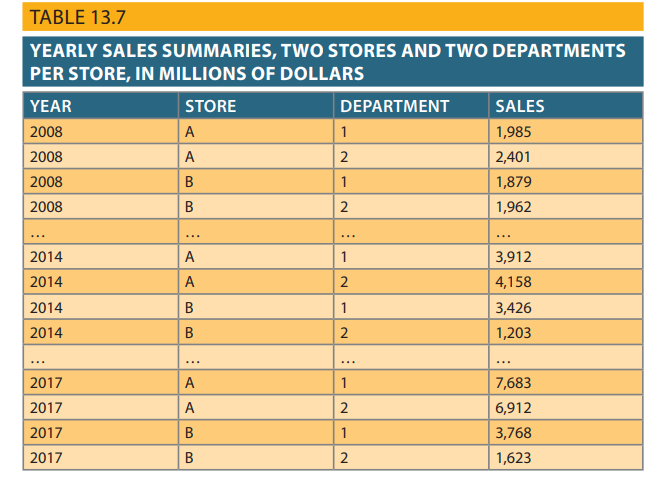 TABLE 13.7
YEARLY SALES SUMMARIES, TWO STORES AND TWO DEPARTMENTS
PER STORE, IN MILLIONS OF DOLLARS
YEAR STORE DEPARTMENT SALES
2008 A 1 1,985
2008 A 2 2,401
2008 B 1 1,879
2008 B 2 1,962
… … … …
2014 A 1 3,912
2014 A 2 4,158
2014 B 1 3,426
2014 B 2 1,203
… … … …
2017 A 1 7,683
2017 A 2 6,912
2017 B 1 3,768
2017 B 2 1,623